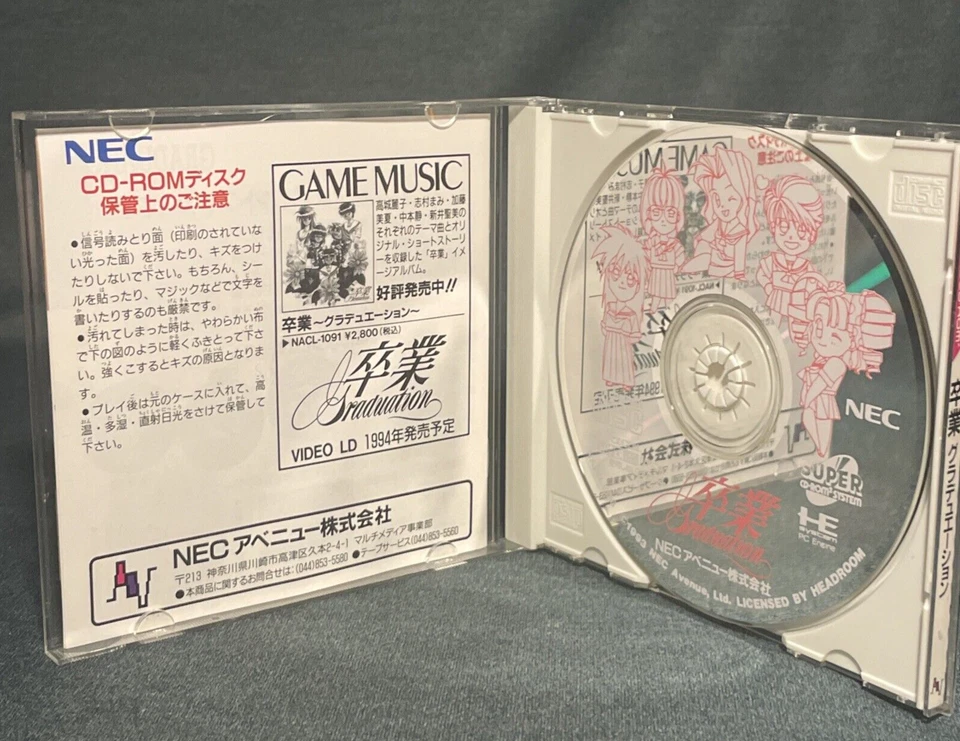 NEC
CD-ROMディスク
保管上のご注意
●信号読みとり面（印刷のされていな
い光った面）を汚したり、キズをつけ
たりしないで下さい。もちろん、シー
ルを貼ったり、マジックなどで文字を
書いたりするのも厳禁です。
●汚れてしまった時は、やわらかい布
で下の図のように軽くふきとって下さ
い。強くこするとキズの原因となりま
す。
●プレイ後は元のケースに入れて、高
温・多湿・直射日光をさけて保管して
下さい。
GAME MUSIC
高城麗子・志村まみ・加藤
美夏・中本静・新井聖美の
それぞれのテーマ曲とオリ
ジナル・ショートストーリ
ーを収録した「卒業」イメ
ージアルバム。
好評発売中!!
卒業〜グラデュエーション〜
▶NACL-1091 ¥2,800(税込)
卒業
Graduation
VIDEO LD 1994年発売予定
NEC アベニュー株式会社
〒213 神奈川県川崎市高津区久本2-4-1 マルチメディア事業部
●本商品に関するお問合せは：(044)853-5580 ●テープサービス(044)853-5560
NEC
SUPER
CD-ROM² SYSTEM
HE
SYSTEM
PC Engine
卒業
Graduation
NECアベニュー株式会社
©1993 NEC Avenue, Ltd. LICENSED BY HEADROOM
卒業 グラデュエーション